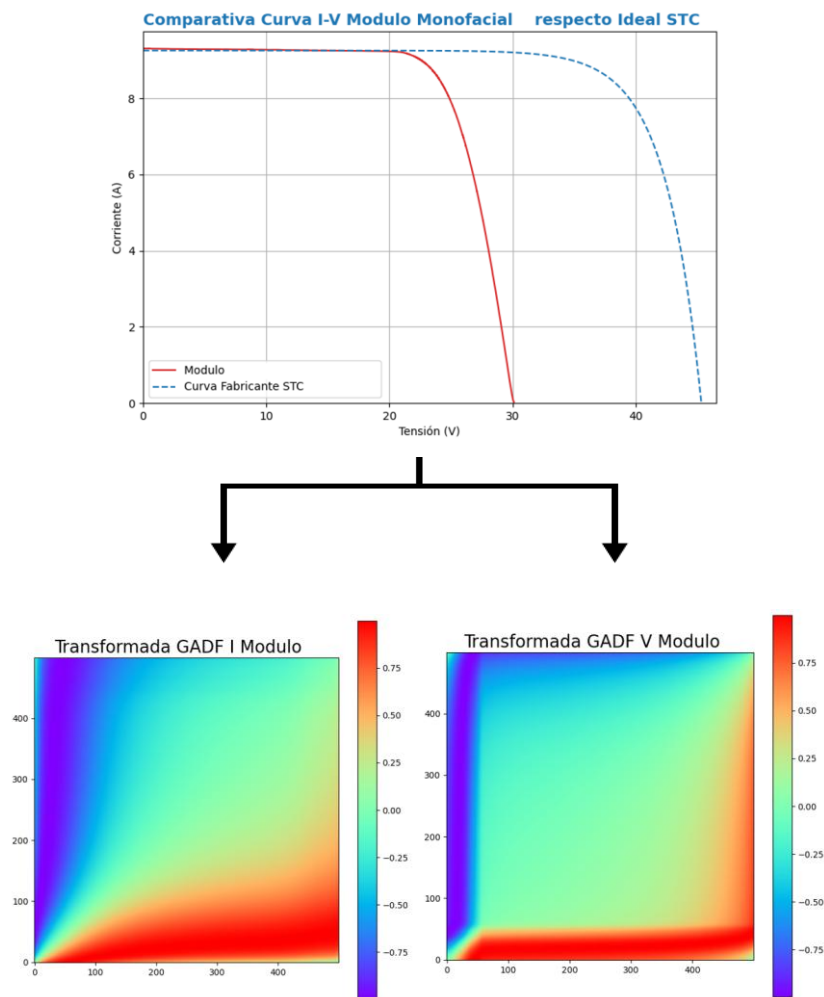 Comparativa Curva I-V Modulo Monofacial    respecto Ideal STC
Corriente (A)
8
6
4
2
0
Modulo
Curva Fabricante STC
0 10 20 30 40
Tensión (V)
Transformada GADF I Modulo
400
300
200
100
0
0 100 200 300 400
0.75
0.50
0.25
0.00
−0.25
−0.50
−0.75
Transformada GADF V Modulo
400
300
200
100
0
0 100 200 300 400
0.75
0.50
0.25
0.00
−0.25
−0.50
−0.75